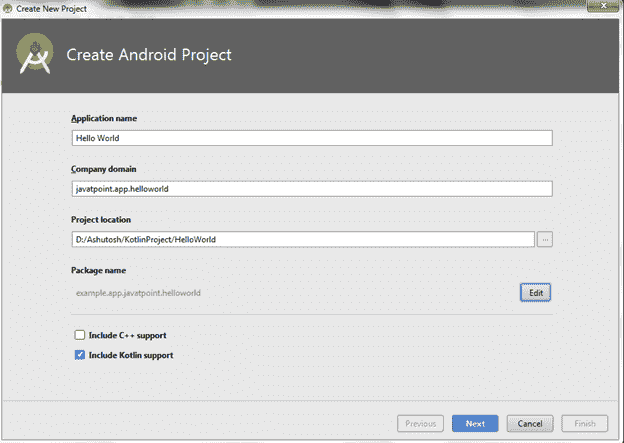 Create New Project
Create Android Project
Application name
Hello World
Company domain
javatpoint.app.helloworld
Project location
D:/Ashutosh/KotlinProject/HelloWorld
...
Package name
example.app.javatpoint.helloworld
Edit
Include C++ support
Include Kotlin support
Previous
Next
Cancel
Finish